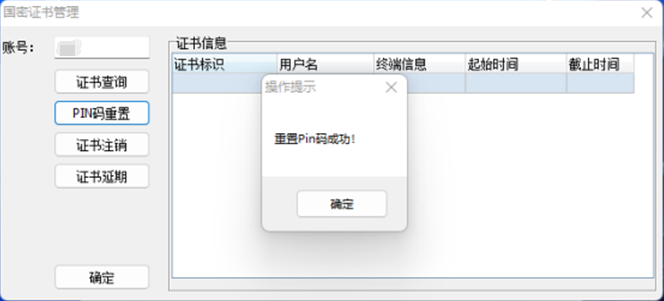 国密证书管理
账号：
证书查询
PIN码重置
证书注销
证书延期
确定
证书信息
证书标识 用户名 终端信息 起始时间 截止时间
操作提示
重置Pin码成功!
确定